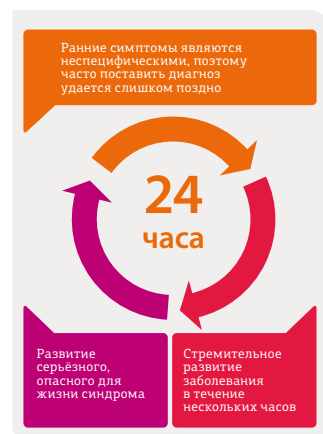 Ранние симптомы являются
неспецифическими, поэтому
часто поставить диагноз
удается слишком поздно
24
часа
Развитие
серьёзного,
опасного для
жизни синдрома
Стремительное
развитие
заболевания
в течение
нескольких часов